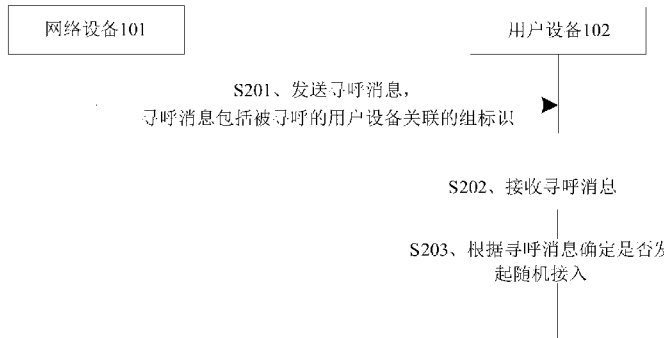 网络设备101
用户设备102
S201、发送寻呼消息，
寻呼消息包括被寻呼的用户设备关联的组标识
S202、接收寻呼消息
S203、根据寻呼消息确定是否发
起随机接入